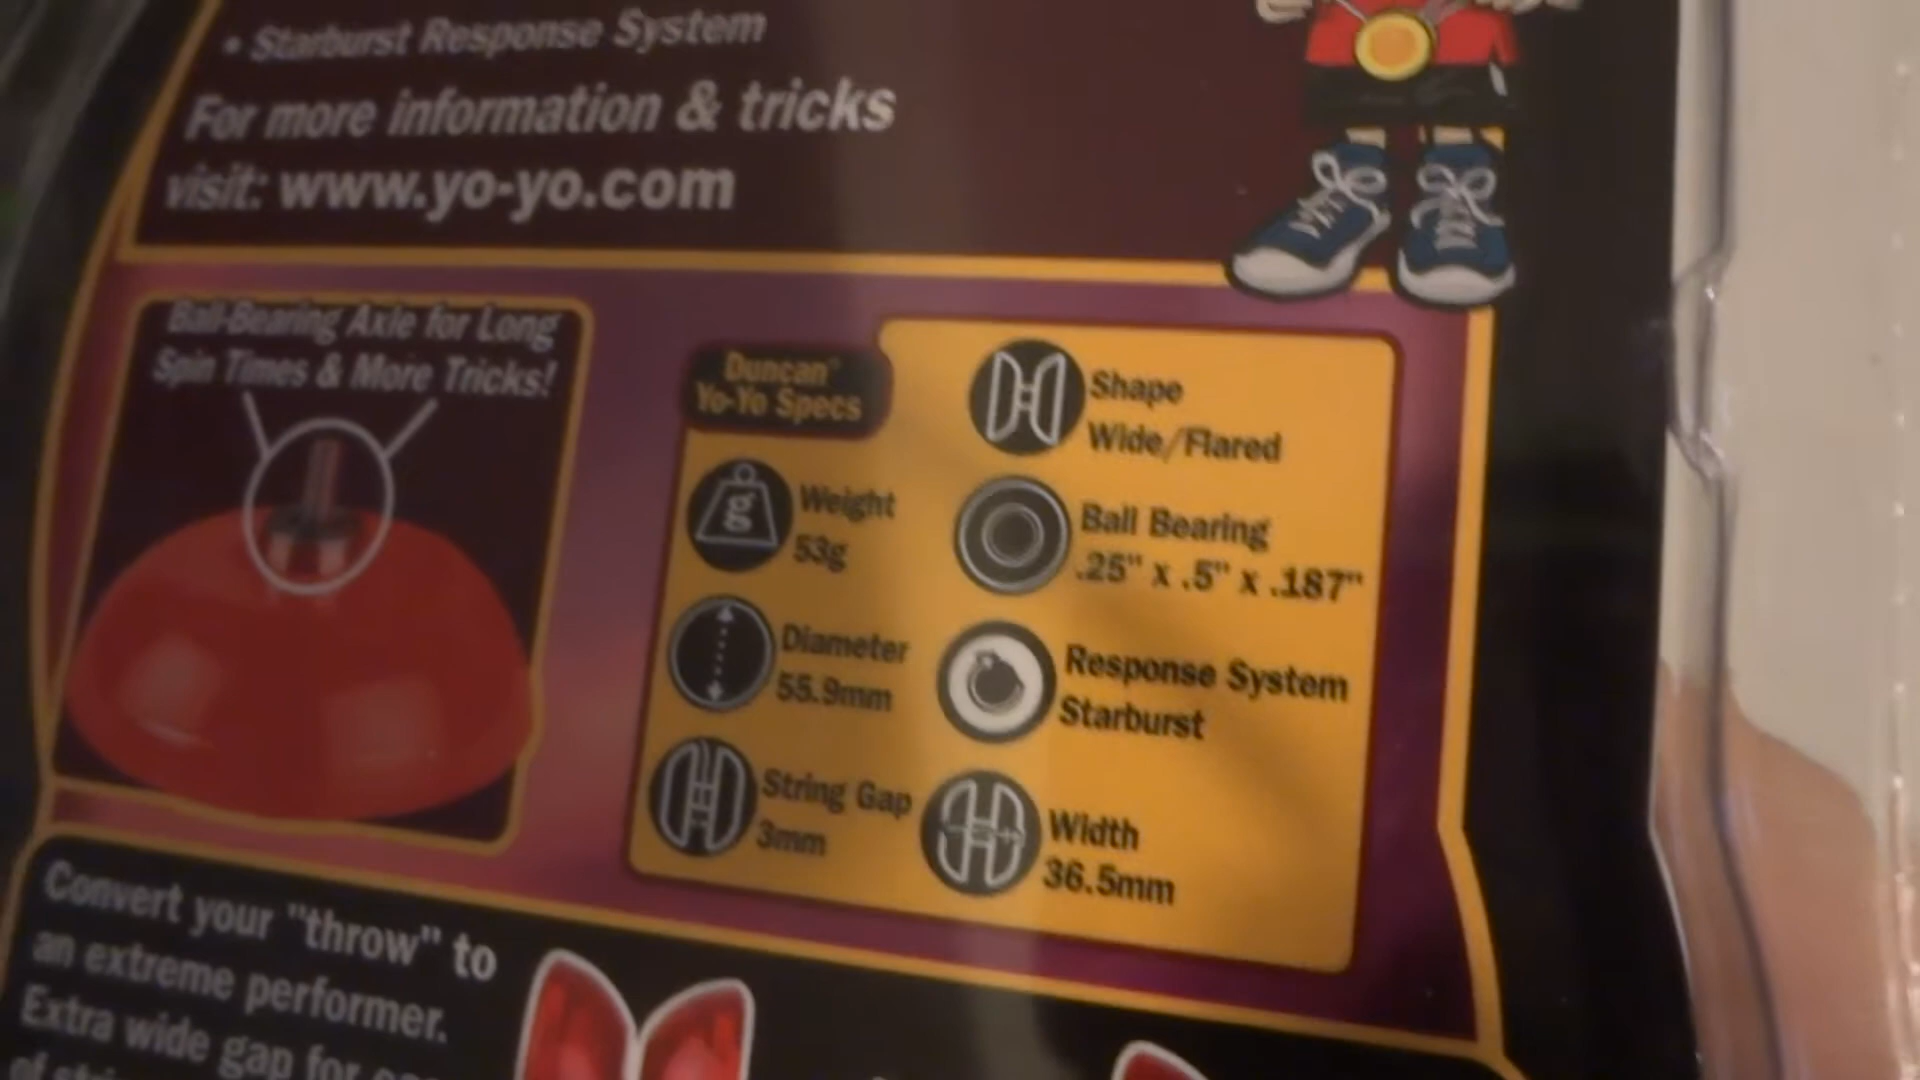 • Starburst Response System
For more information & tricks
visit: www.yo-yo.com
Ball-Bearing Axle for Long
Spin Times & More Tricks!
Duncan®
Yo-Yo Specs
g
Weight
53g
Diameter
55.9mm
String Gap
3mm
Shape
Wide/Flared
Ball Bearing
.25" x .5" x .187"
Response System
Starburst
Width
36.5mm
Convert your "throw" to
an extreme performer.
Extra wide gap for
of